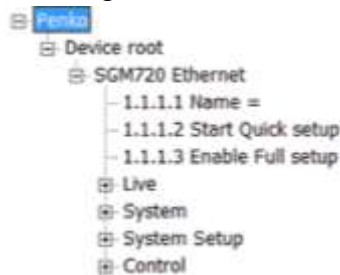 Penko
Device root
SGM720 Ethernet
1.1.1.1 Name =
1.1.1.2 Start Quick setup
1.1.1.3 Enable Full setup
Live
System
System Setup
Control